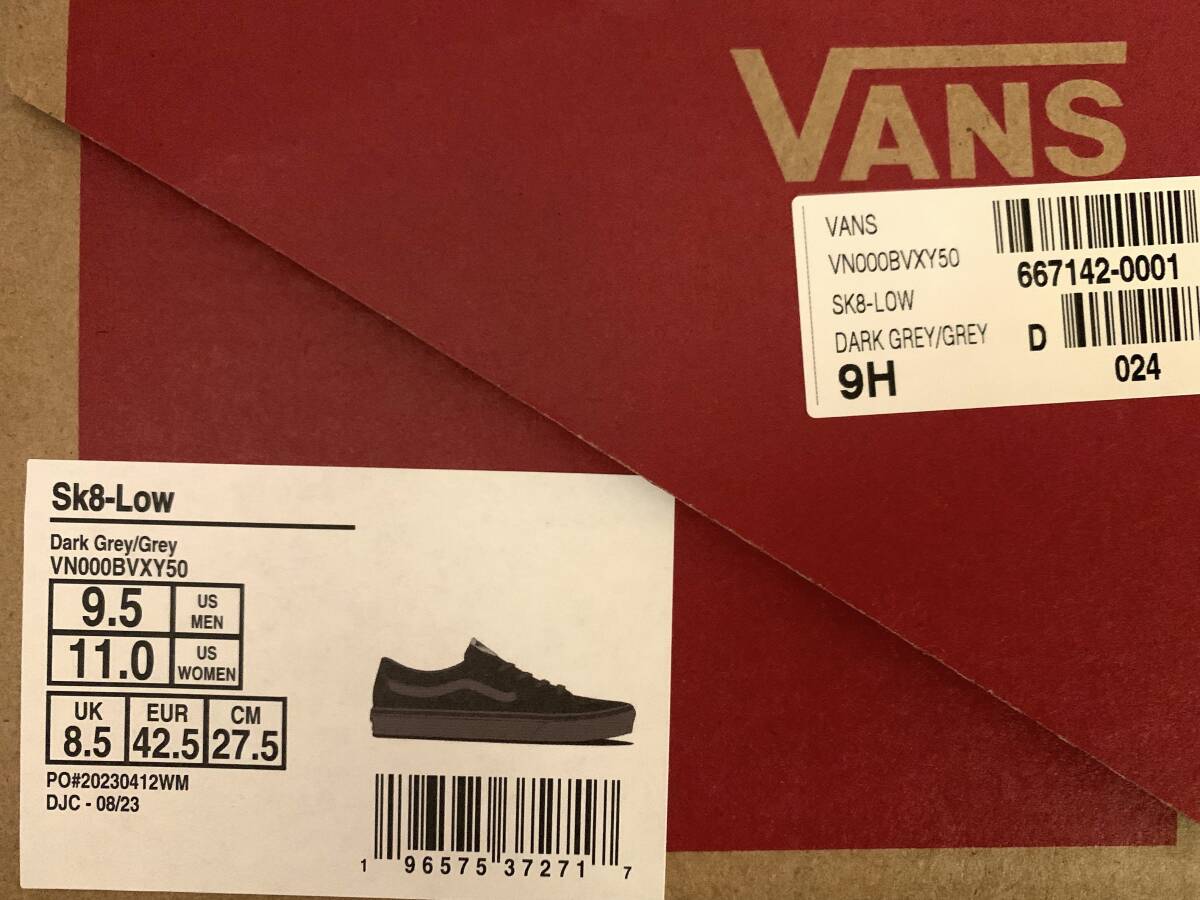 VANS
VANS
VN000BVXY50
SK8-LOW
DARK GREY/GREY
9H
667142-0001
D
024
Sk8-Low
Dark Grey/Grey
VN000BVXY50
9.5 US MEN
11.0 US WOMEN
UK EUR CM
8.5 42.5 27.5
PO#20230412WM
DJC - 08/23
1 96575 37271 7